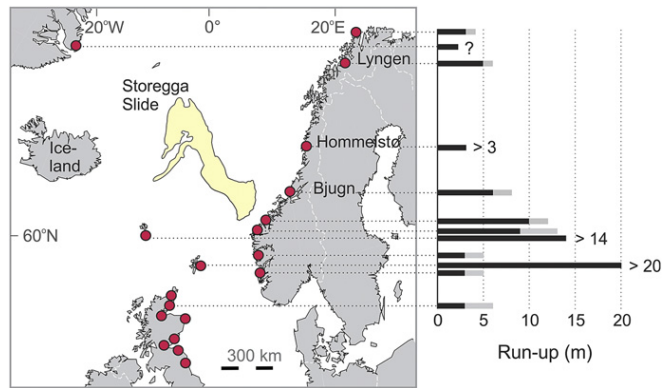 20°W
0°
20°E
?
Lyngen
Storegga
Slide
Hommelstø
> 3
Ice-
land
Bjugn
60°N
> 14
> 20
300 km
0
5
10
15
20
Run-up (m)